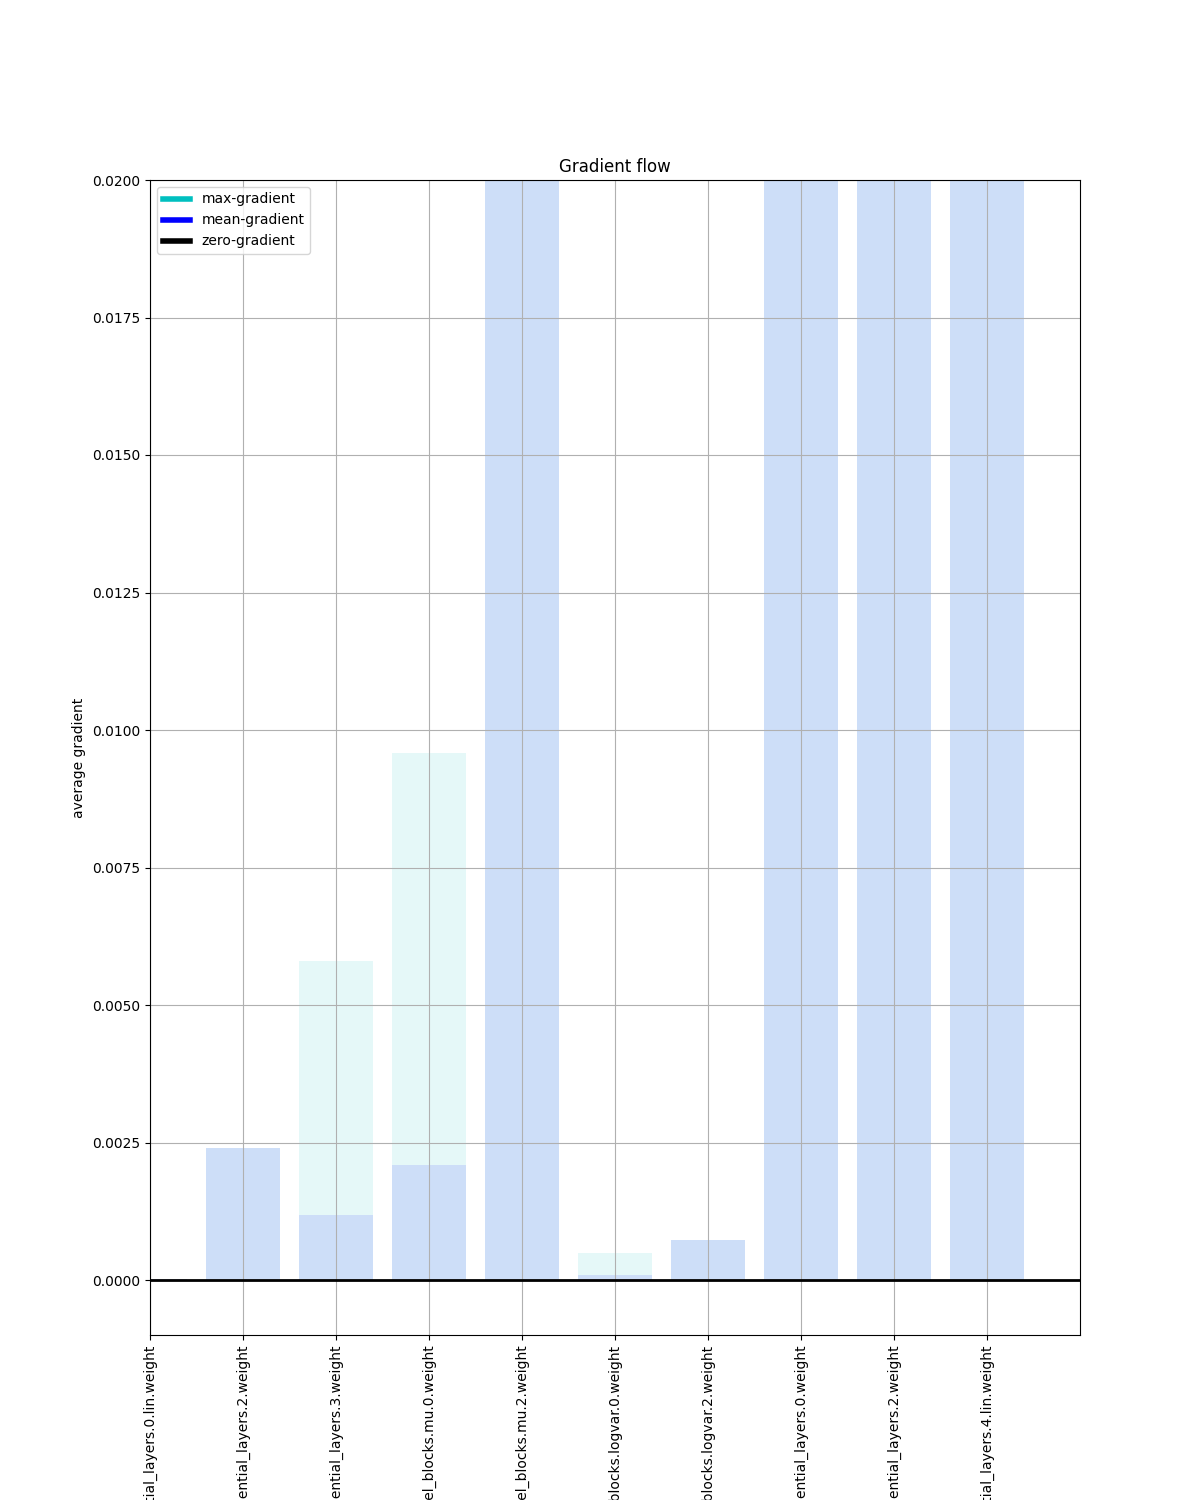 Gradient flow
max-gradient
mean-gradient
zero-gradient
0.0200
0.0175
0.0150
0.0125
0.0100
0.0075
0.0050
0.0025
0.0000
average gradient
tial_layers.0.lin.weight
ential_layers.2.weight
ential_layers.3.weight
el_blocks.mu.0.weight
el_blocks.mu.2.weight
blocks.logvar.0.weight
blocks.logvar.2.weight
ential_layers.0.weight
ential_layers.2.weight
tial_layers.4.lin.weight